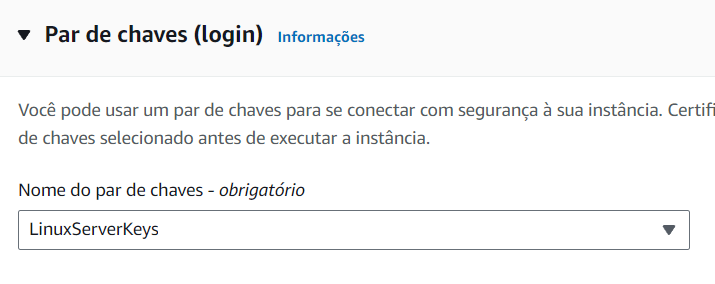 Par de chaves (login) Informações
Você pode usar um par de chaves para se conectar com segurança à sua instância. Certifi
de chaves selecionado antes de executar a instância.
Nome do par de chaves - obrigatório
LinuxServerKeys